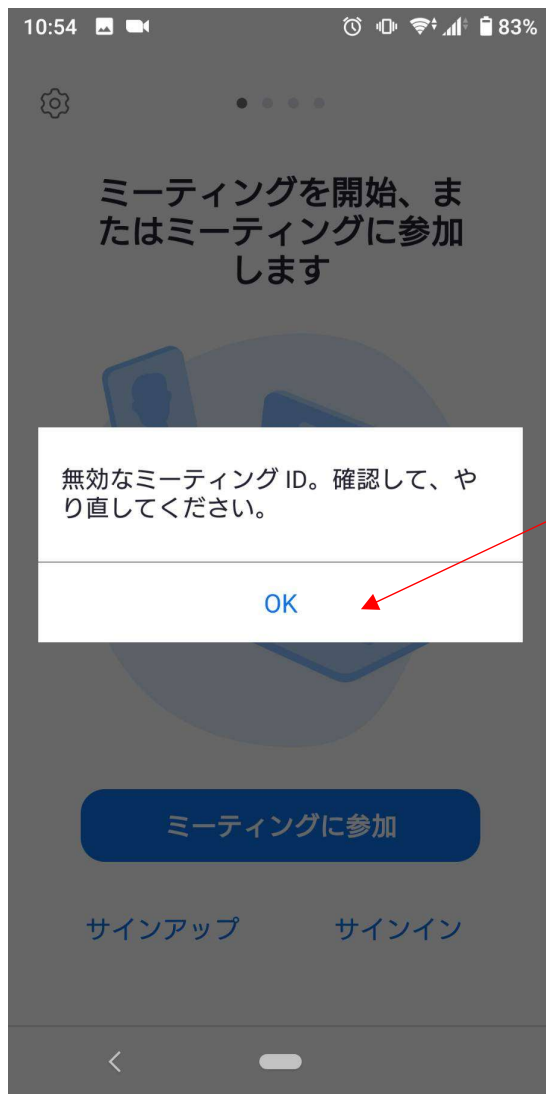 10:54 83%
ミーティングを開始、ま
たはミーティングに参加
します
無効なミーティング ID。確認して、や
り直してください。
OK
ミーティングに参加
サインアップ サインイン